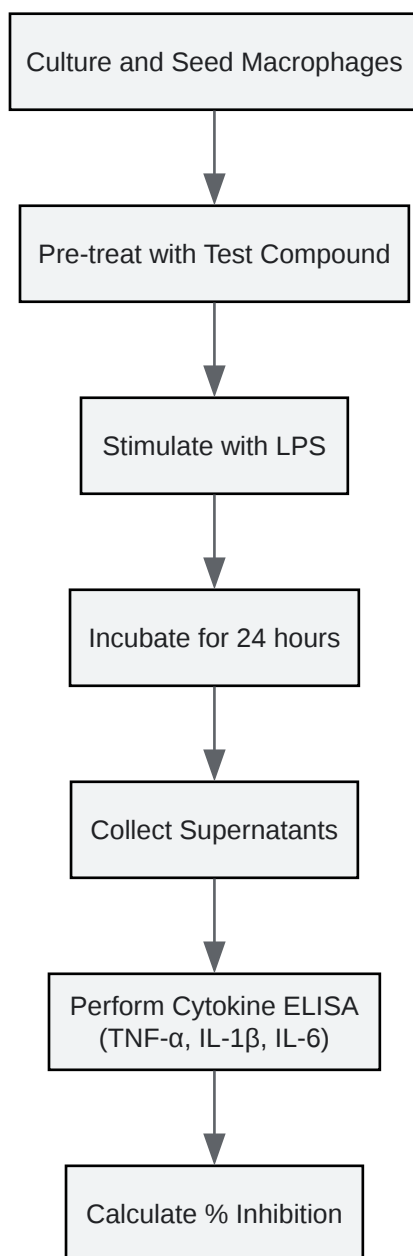 Culture and Seed Macrophages
Pre-treat with Test Compound
Stimulate with LPS
Incubate for 24 hours
Collect Supernatants
Perform Cytokine ELISA
(TNF-α, IL-1β, IL-6)
Calculate % Inhibition